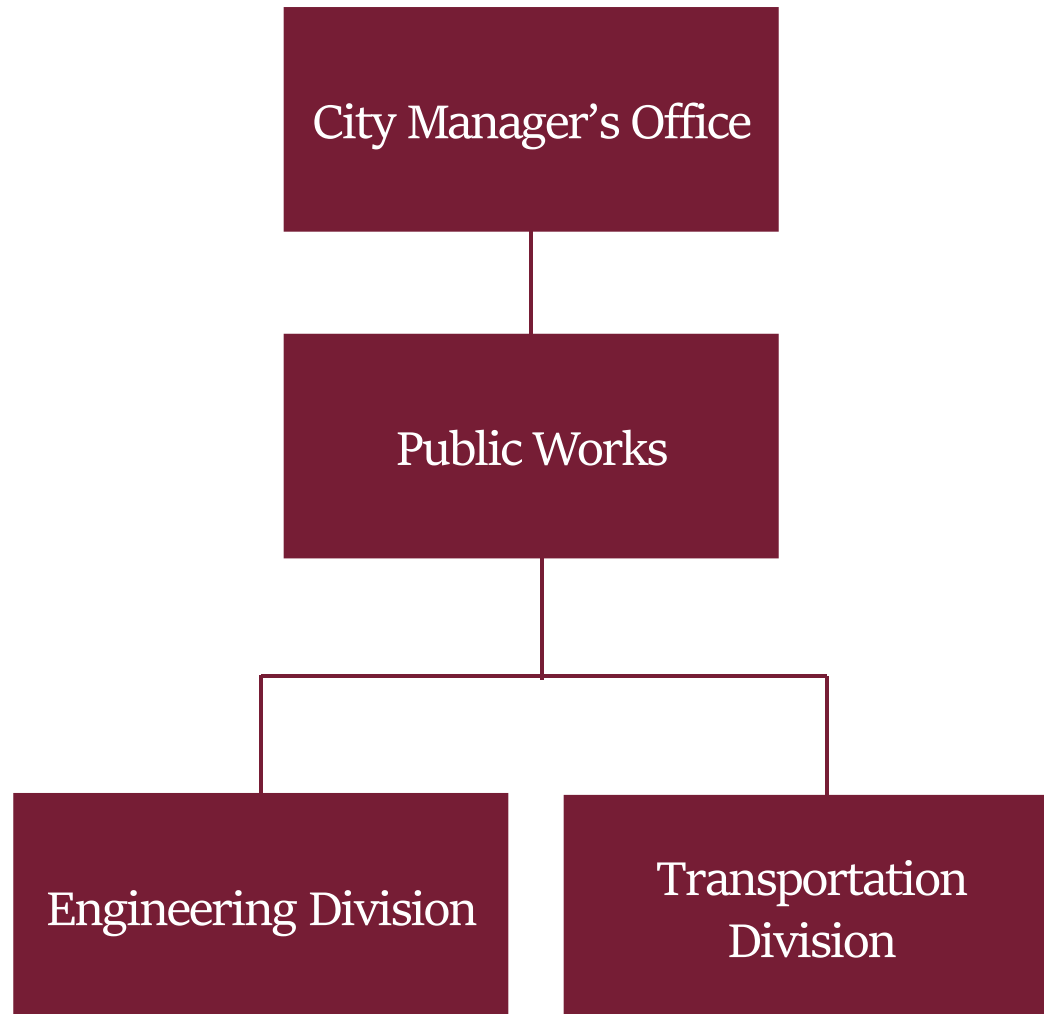 City Manager’s Office
Public Works
Engineering Division
Transportation
Division